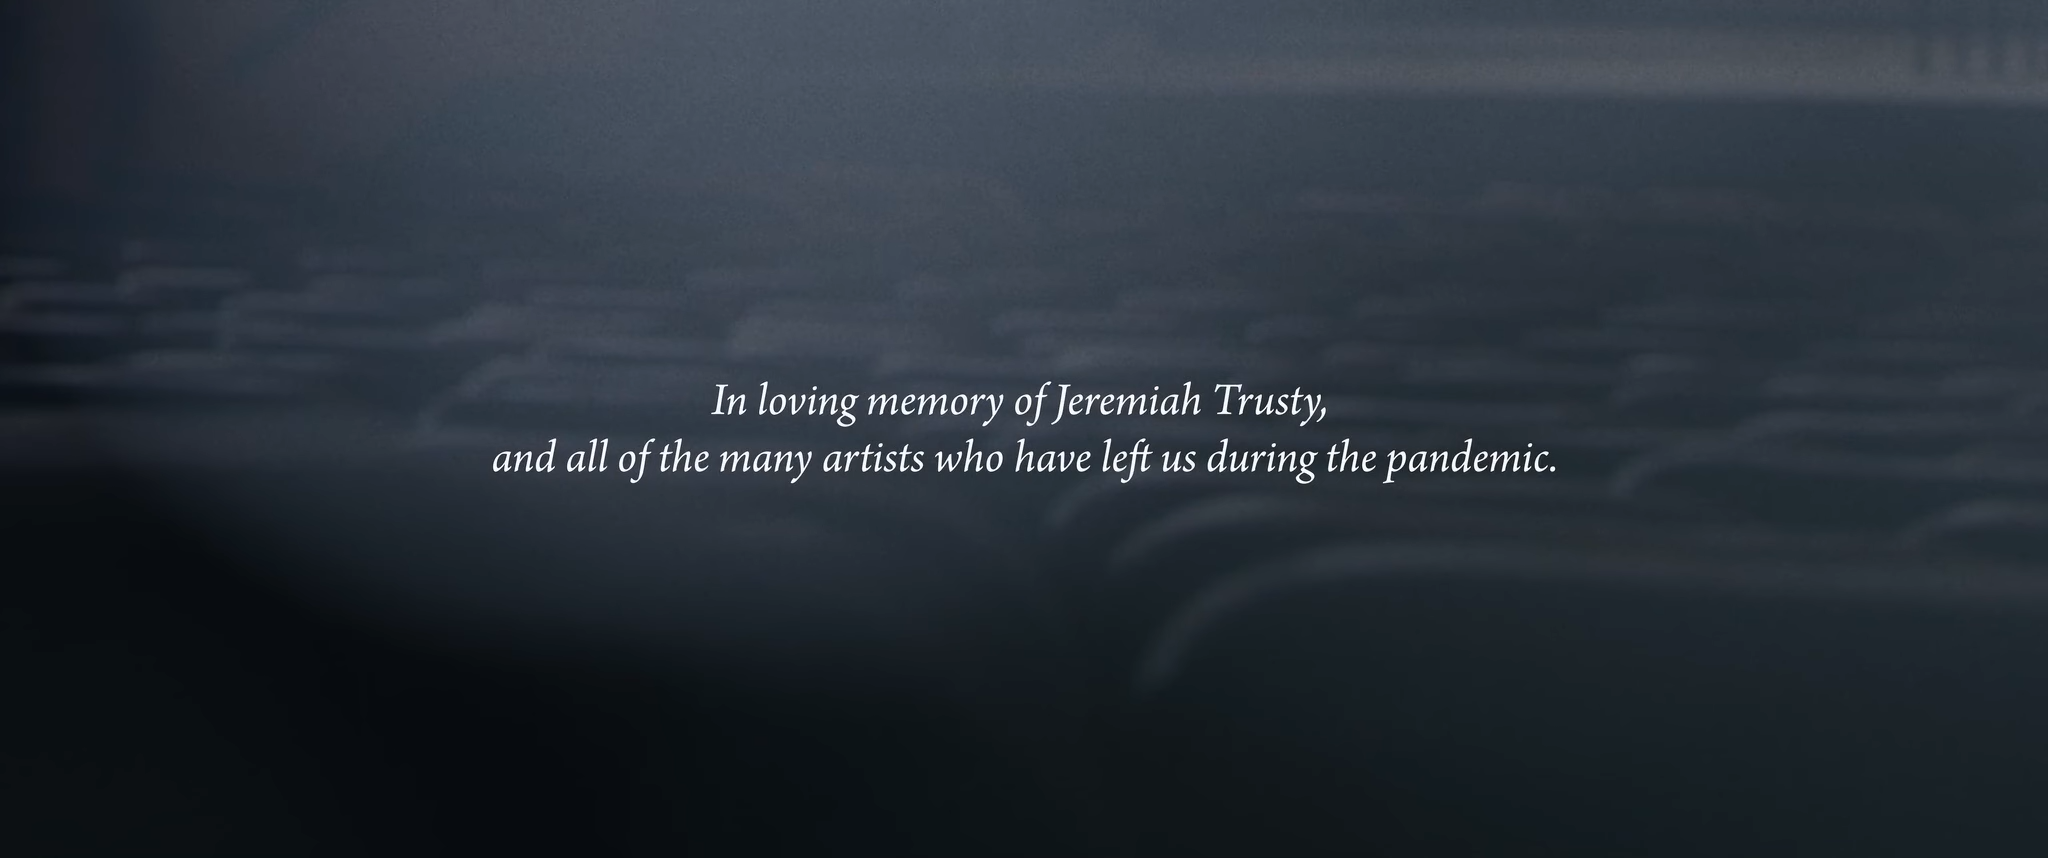 In loving memory of Jeremiah Trusty,
and all of the many artists who have left us during the pandemic.